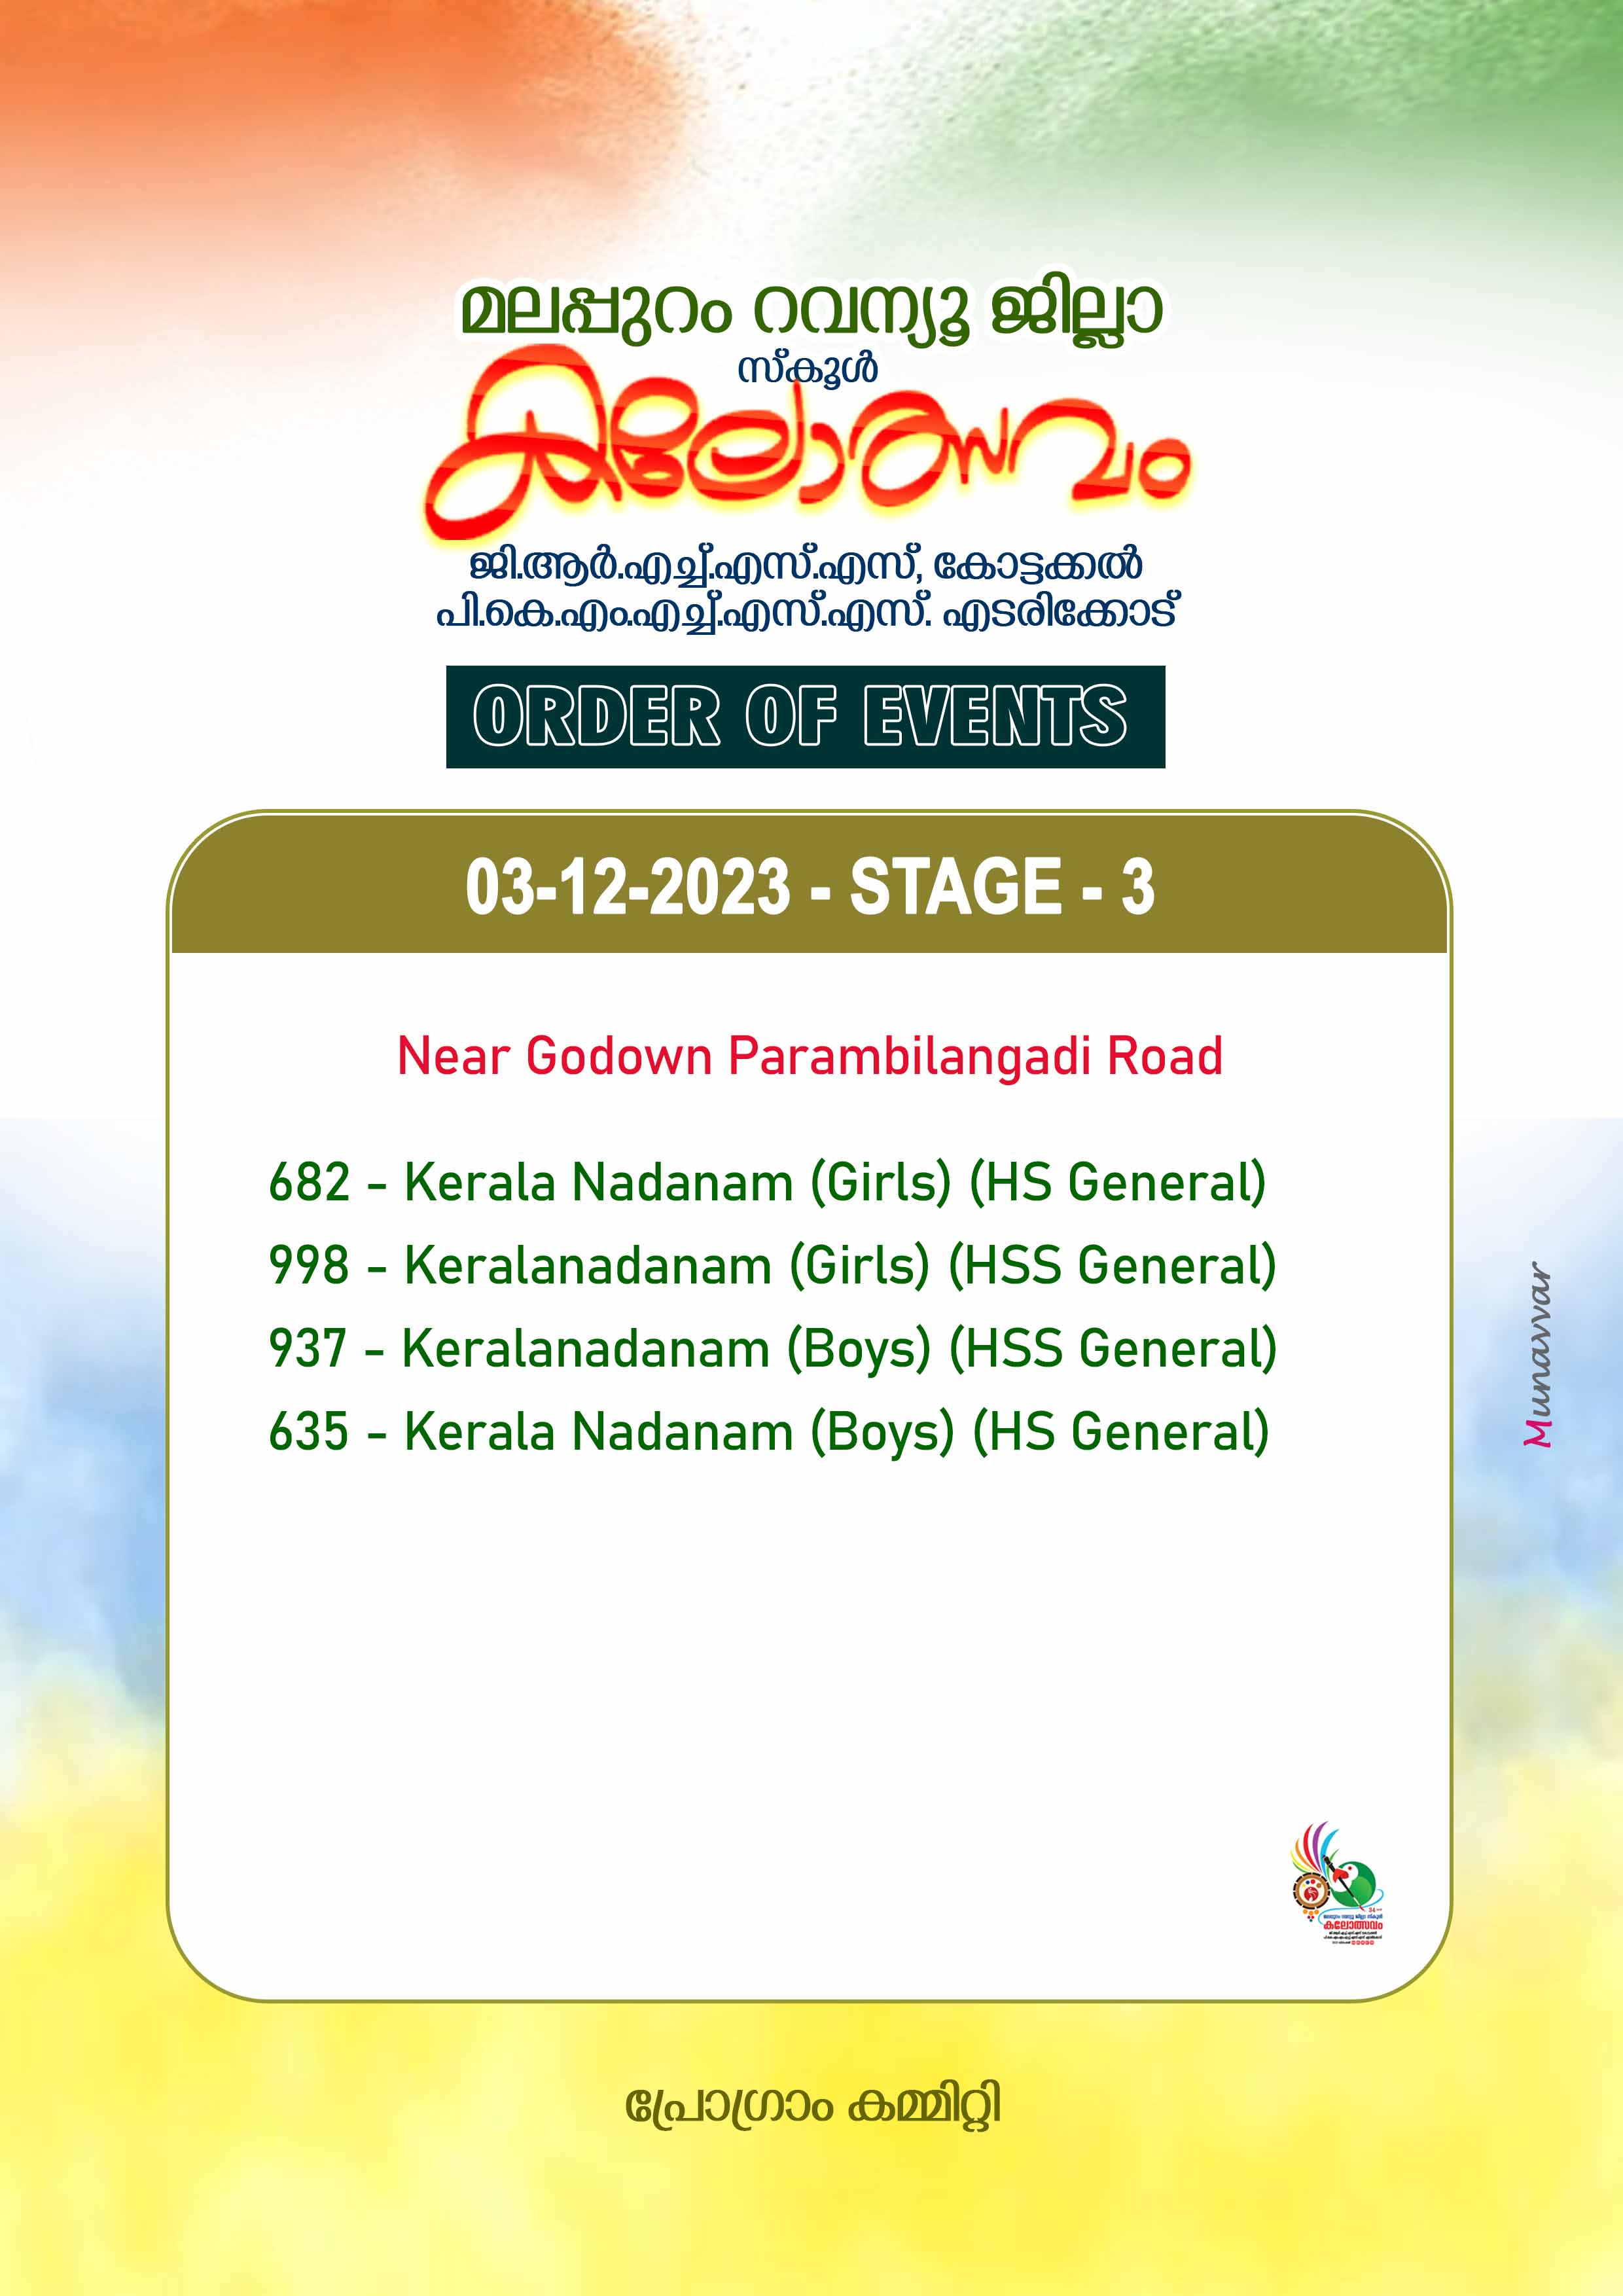 മലപ്പുറം റവന്യൂ ജില്ലാ
സ്കൂൾ
കലോത്സവം
ജി.ആർ.എച്ച്.എസ്.എസ്, കോട്ടക്കൽ
പി.കെ.എം.എച്ച്.എസ്.എസ്. എടരിക്കോട്
ORDER OF EVENTS
03-12-2023 - STAGE - 3
Near Godown Parambilangadi Road
682 - Kerala Nadanam (Girls) (HS General)
998 - Keralanadanam (Girls) (HSS General)
937 - Keralanadanam (Boys) (HSS General)
635 - Kerala Nadanam (Boys) (HS General)
Munavvar
കലോത്സവം
പ്രോഗ്രാം കമ്മിറ്റി